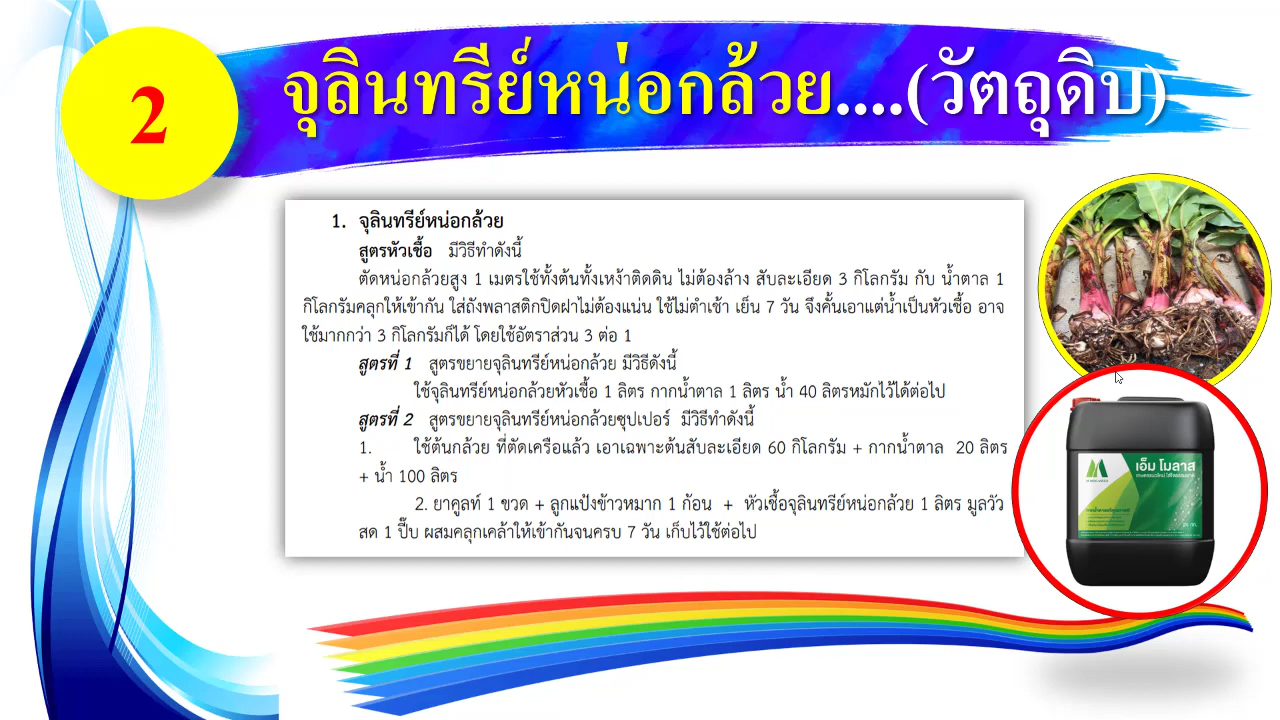 2
จุลินทรีย์หน่อกล้วย....(วัตถุดิบ)
1. จุลินทรีย์หน่อกล้วย
สูตรหัวเชื้อ มีวิธีทำดังนี้
ตัดหน่อกล้วยสูง 1 เมตรใช้ทั้งต้นทั้งเหง้าติดดิน ไม่ต้องล้าง สับละเอียด 3 กิโลกรัม กับ น้ำตาล 1
กิโลกรัมคลุกให้เข้ากัน ใส่ถังพลาสติกปิดฝาไม่ต้องแน่น ใช้ไม้ตำเช้า เย็น 7 วัน จึงคั้นเอาแต่น้ำเป็นหัวเชื้อ อาจ
ใช้มากกว่า 3 กิโลกรัมก็ได้ โดยใช้อัตราส่วน 3 ต่อ 1
สูตรที่ 1 สูตรขยายจุลินทรีย์หน่อกล้วย มีวิธีดังนี้
ใช้จุลินทรีย์หน่อกล้วยหัวเชื้อ 1 ลิตร กากน้ำตาล 1 ลิตร น้ำ 40 ลิตรหมักไว้ได้ต่อไป
สูตรที่ 2 สูตรขยายจุลินทรีย์หน่อกล้วยซุปเปอร์ มีวิธีทำดังนี้
1. ใช้ต้นกล้วย ที่ตัดเครือแล้ว เอาเฉพาะต้นสับละเอียด 60 กิโลกรัม + กากน้ำตาล 20 ลิตร
+ น้ำ 100 ลิตร
2. ยาคูลท์ 1 ขวด + ลูกแป้งข้าวหมาก 1 ก้อน + หัวเชื้อจุลินทรีย์หน่อกล้วย 1 ลิตร มูลวัว
สด 1 ปี๊บ ผสมคลุกเคล้าให้เข้ากันจนครบ 7 วัน เก็บไว้ใช้ต่อไป
เอ็ม โมลาส